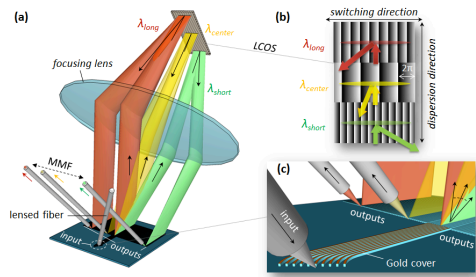 (a)
λlong
λcenter
LCOS
focusing lens
λshort
MMF
lensed fiber
input
outputs
(b)
switching direction
λlong
λcenter
2π
λshort
dispersion direction
(c)
input
outputs
outputs
Gold cover